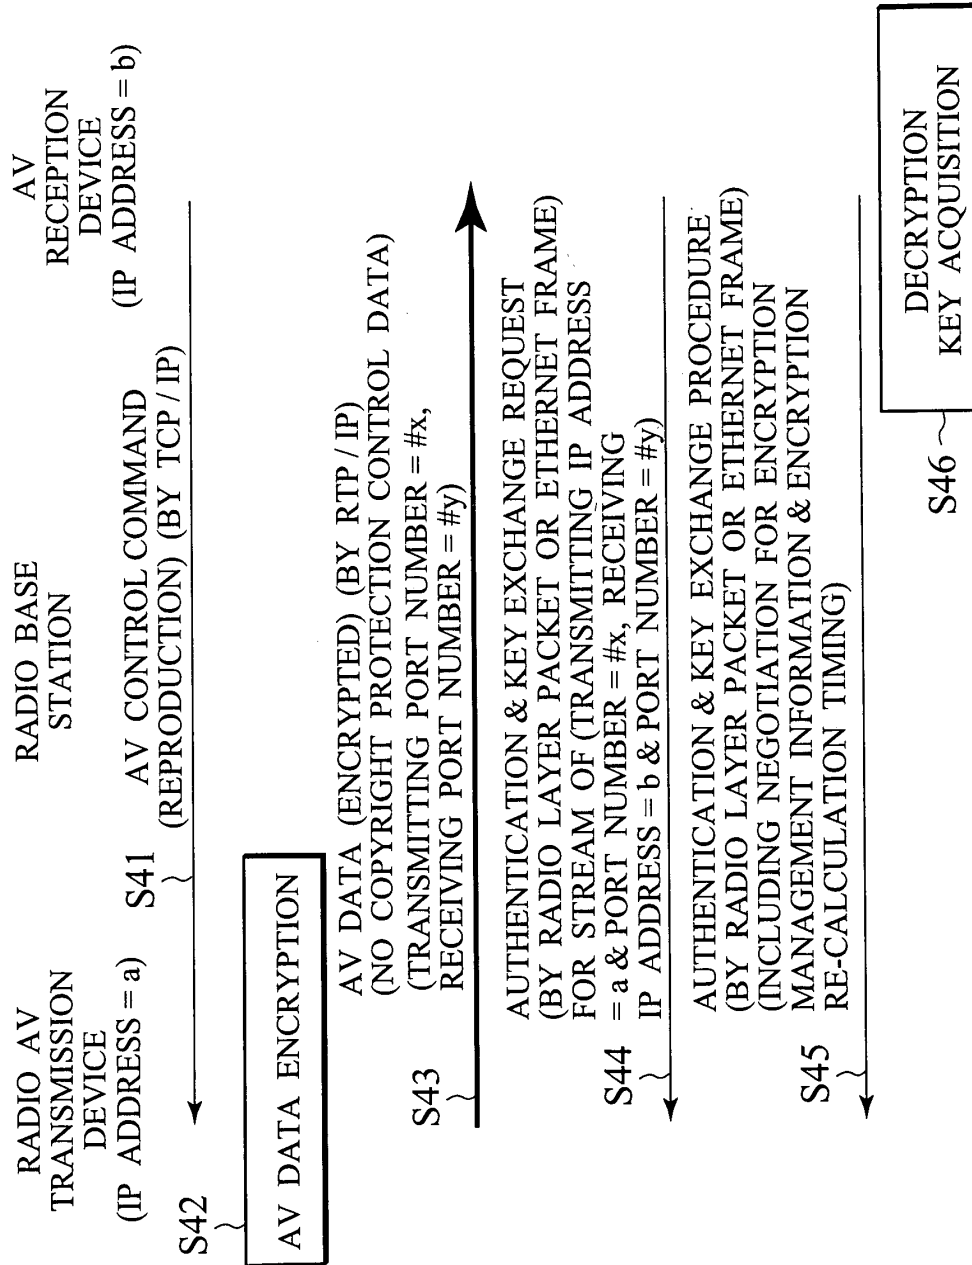 RADIO AV
TRANSMISSION
DEVICE
(IP ADDRESS = a)
RADIO BASE
STATION
AV
RECEPTION
DEVICE
(IP ADDRESS = b)
S41
AV CONTROL COMMAND
(REPRODUCTION) (BY TCP / IP)
S42
AV DATA ENCRYPTION
AV DATA (ENCRYPTED) (BY RTP / IP)
(NO COPYRIGHT PROTECTION CONTROL DATA)
(TRANSMITTING PORT NUMBER = #x,
RECEIVING PORT NUMBER = #y)
S43
AUTHENTICATION & KEY EXCHANGE REQUEST
(BY RADIO LAYER PACKET OR ETHERNET FRAME)
FOR STREAM OF (TRANSMITTING IP ADDRESS
= a & PORT NUMBER = #x, RECEIVING
IP ADDRESS = b & PORT NUMBER = #y)
S44
AUTHENTICATION & KEY EXCHANGE PROCEDURE
(BY RADIO LAYER PACKET OR ETHERNET FRAME)
(INCLUDING NEGOTIATION FOR ENCRYPTION
MANAGEMENT INFORMATION & ENCRYPTION
RE-CALCULATION TIMING)
S45
S46
DECRYPTION
KEY ACQUISITION